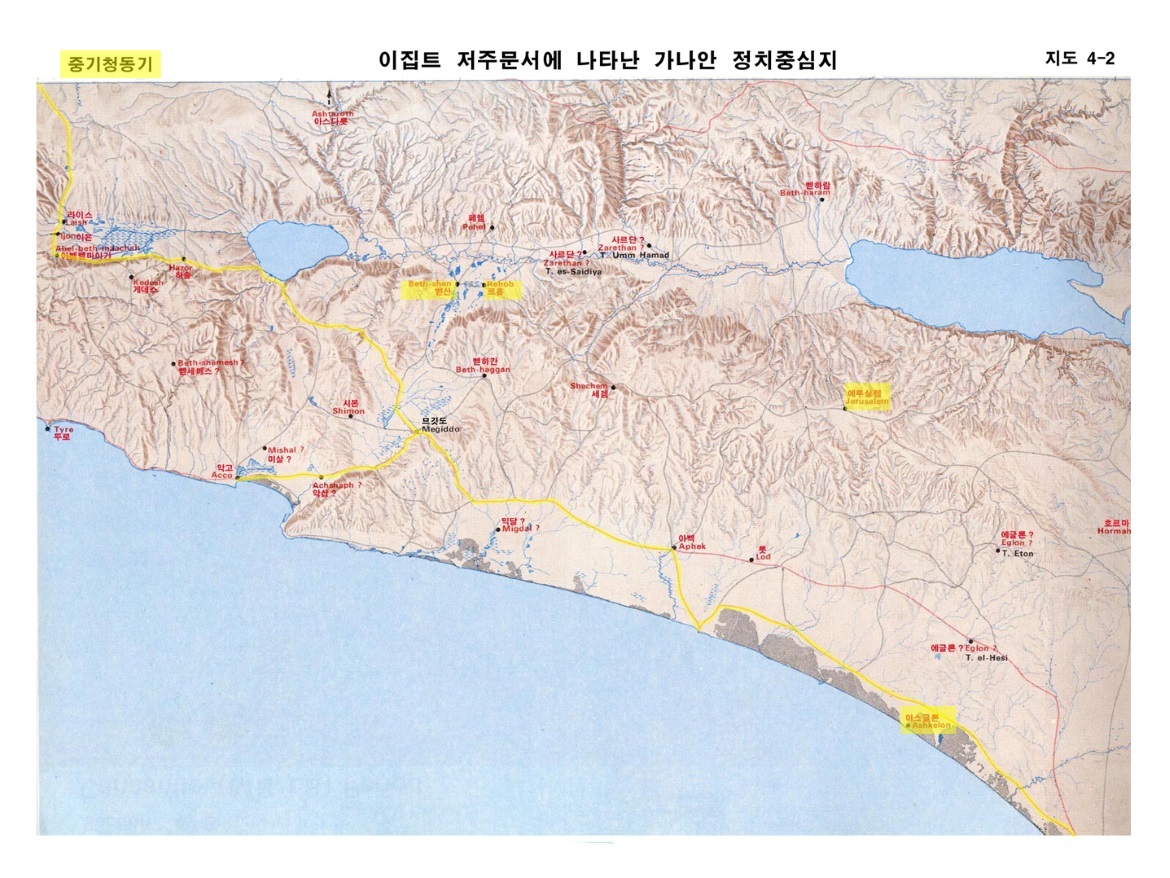 중기청동기
이집트 저주문서에 나타난 가나안 정치중심지
지도 4-2
Ashtaroth
아스다롯
벧하람
Beth-haram
라이스
Laish
Ijon 이욘
Abel-beth-maachah
페헬
Pehel
사르단 ?
Zarethan ?
T. Umm Hamad
사르단 ?
Zarethan ?
T. es-Saidiya
Hazor
하솔
Kedesh
게데스
Beth-shan
벧산
Rehob
르홉
Beth-shemesh ?
벧세메스 ?
벧하간
Beth-haggan
Shechem
세겜
예루살렘
Jerusalem
시몬
Shimon
므깃도
Megiddo
Tyre
두로
Mishal ?
미살 ?
악고
Acco
Achshaph ?
악삽 ?
믹달 ?
Migdal ?
아벡
Aphek
롯
Lod
에글론 ?
Eglon ?
T. Eton
호르마
Hormah
에글론 ? Eglon ?
T. el-Hesi
아스글론
Ashkelon